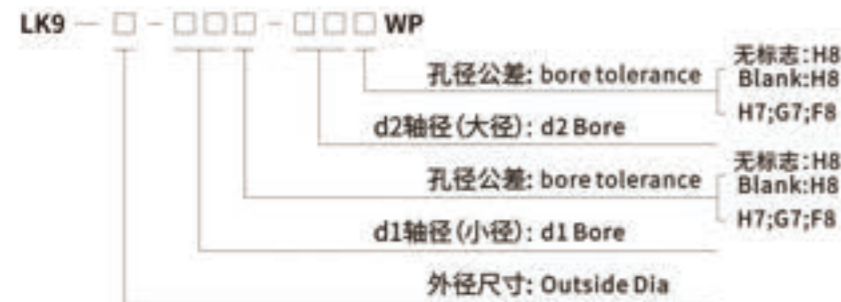 LK9 — □ - □□□ - □□□ WP
孔径公差: bore tolerance
无标志:H8
Blank:H8
H7;G7;F8
d2轴径(大径): d2 Bore
孔径公差: bore tolerance
无标志:H8
Blank:H8
H7;G7;F8
d1轴径(小径): d1 Bore
外径尺寸: Outside Dia